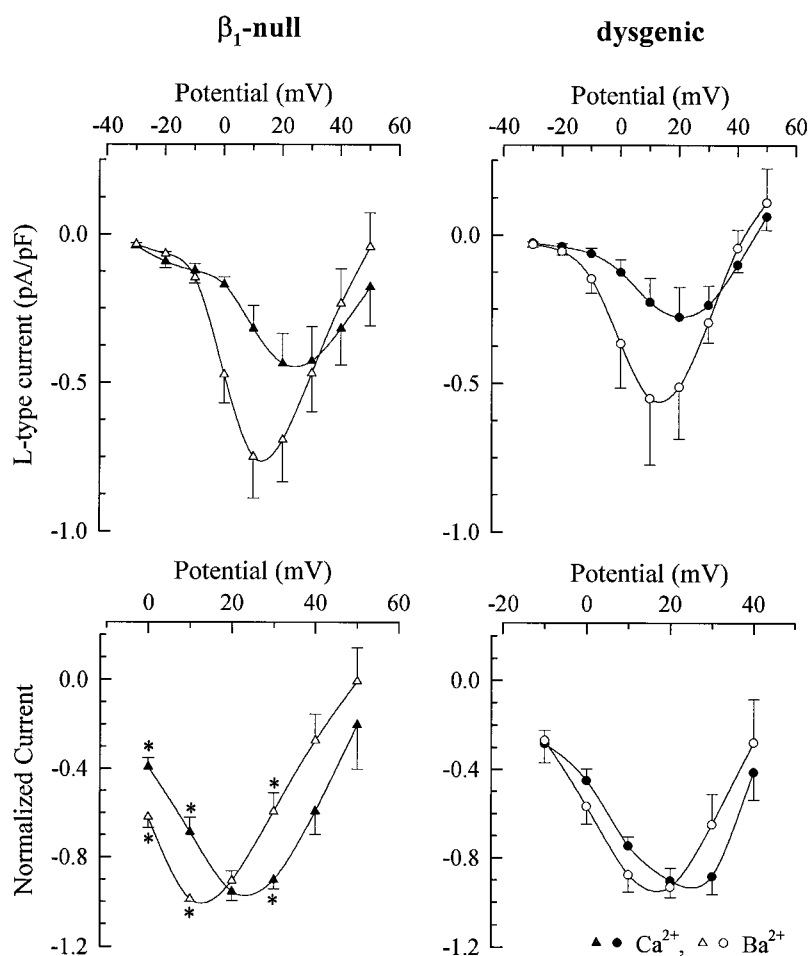 β₁-null
dysgenic
Potential (mV)
Potential (mV)
-40 -20 0 20 40 60
-20 0 20 40 60
L-type current (pA/pF)
0.0
-0.5
-1.0
0.0
-0.5
-1.0
Potential (mV)
Potential (mV)
0 20 40 60
-20 0 20 40 60
Normalized Current
0.0
-0.4
-0.8
-1.2
* * * * * *
0.0
-0.4
-0.8
-1.2
▲ ● Ca²⁺, △ ○ Ba²⁺